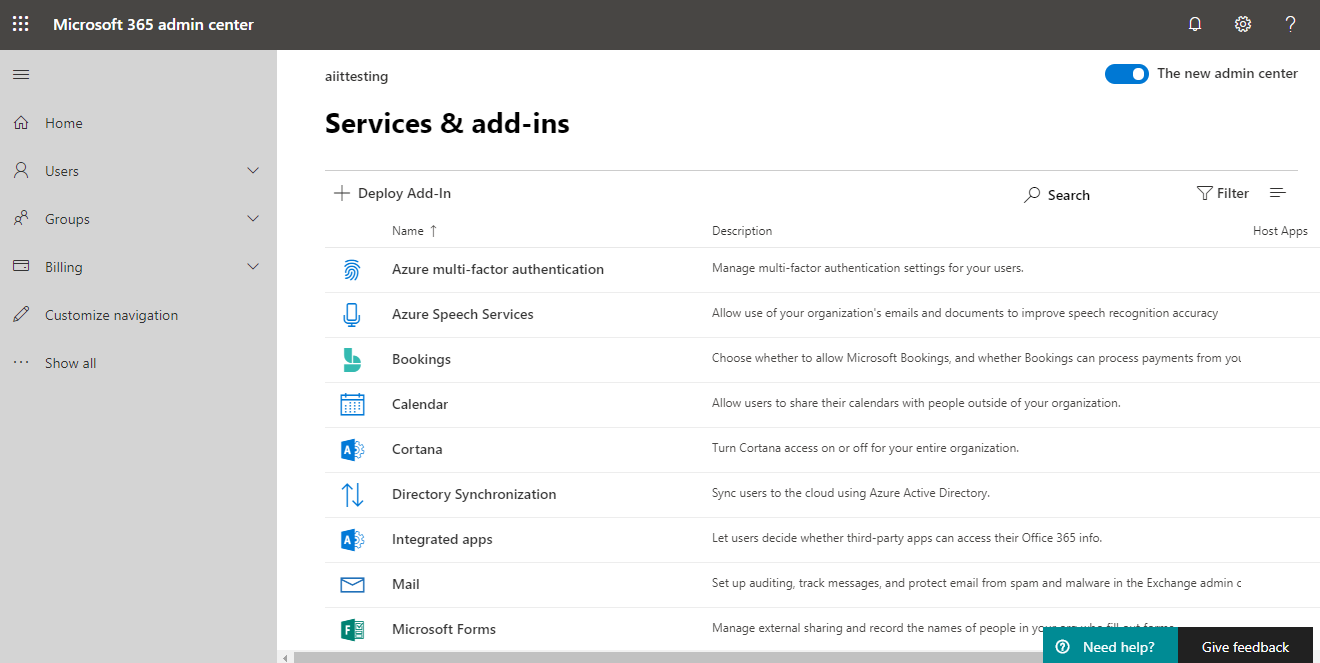 Microsoft 365 admin center
?
aiittesting
The new admin center
Home
Users
Groups
Billing
Customize navigation
Show all
Services & add-ins
Deploy Add-In
Search
Filter
Name ↑
Description
Host Apps
Azure multi-factor authentication
Manage multi-factor authentication settings for your users.
Azure Speech Services
Allow use of your organization's emails and documents to improve speech recognition accuracy
Bookings
Choose whether to allow Microsoft Bookings, and whether Bookings can process payments from you
Calendar
Allow users to share their calendars with people outside of your organization.
Cortana
Turn Cortana access on or off for your entire organization.
Directory Synchronization
Sync users to the cloud using Azure Active Directory.
Integrated apps
Let users decide whether third-party apps can access their Office 365 info.
Mail
Set up auditing, track messages, and protect email from spam and malware in the Exchange admin c
Microsoft Forms
Manage external sharing and record the names of people in your org who fill out forms.
Need help?
Give feedback